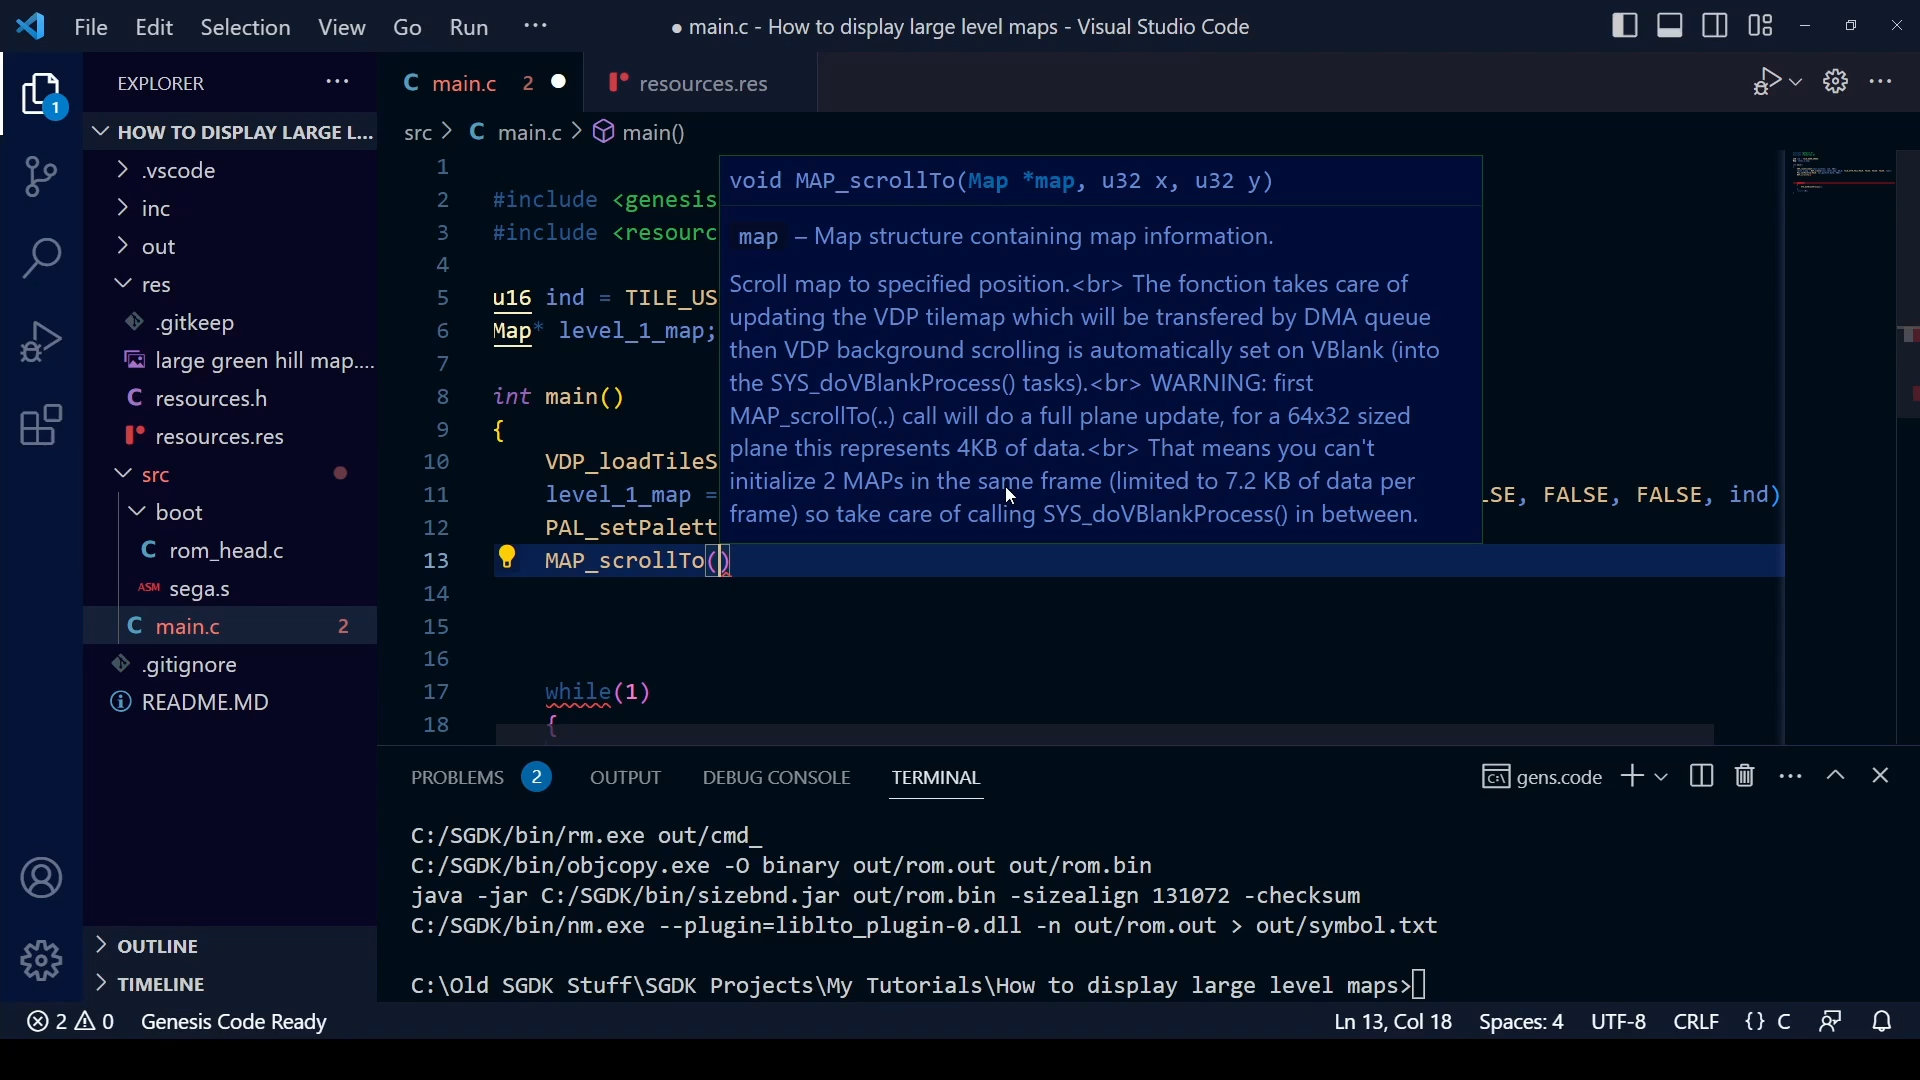 File Edit Selection View Go Run ···
● main.c - How to display large level maps - Visual Studio Code
EXPLORER ···
C main.c 2 ●
resources.res
1
HOW TO DISPLAY LARGE L...
src > C main.c > main()
.vscode
inc
out
res
.gitkeep
large green hill map....
C resources.h
resources.res
src
boot
C rom_head.c
ASM sega.s
C main.c 2
.gitignore
README.MD
OUTLINE
TIMELINE
1
2 #include <genesis
3 #include <resourc
4
5 u16 ind = TILE_US
6 Map* level_1_map;
7
8 int main()
9 {
10 VDP_loadTileS
11 level_1_map = LSE, FALSE, FALSE, ind)
12 PAL_setPalett
13 MAP_scrollTo()
14
15
16
17 while(1)
18 {
void MAP_scrollTo(Map *map, u32 x, u32 y)
map – Map structure containing map information.
Scroll map to specified position.<br> The fonction takes care of
updating the VDP tilemap which will be transfered by DMA queue
then VDP background scrolling is automatically set on VBlank (into
the SYS_doVBlankProcess() tasks).<br> WARNING: first
MAP_scrollTo(..) call will do a full plane update, for a 64x32 sized
plane this represents 4KB of data.<br> That means you can't
initialize 2 MAPs in the same frame (limited to 7.2 KB of data per
frame) so take care of calling SYS_doVBlankProcess() in between.
PROBLEMS 2 OUTPUT DEBUG CONSOLE TERMINAL
gens.code
C:/SGDK/bin/rm.exe out/cmd_
C:/SGDK/bin/objcopy.exe -O binary out/rom.out out/rom.bin
java -jar C:/SGDK/bin/sizebnd.jar out/rom.bin -sizealign 131072 -checksum
C:/SGDK/bin/nm.exe --plugin=liblto_plugin-0.dll -n out/rom.out > out/symbol.txt
C:\Old SGDK Stuff\SGDK Projects\My Tutorials\How to display large level maps>
2 0 Genesis Code Ready
Ln 13, Col 18 Spaces: 4 UTF-8 CRLF {} C